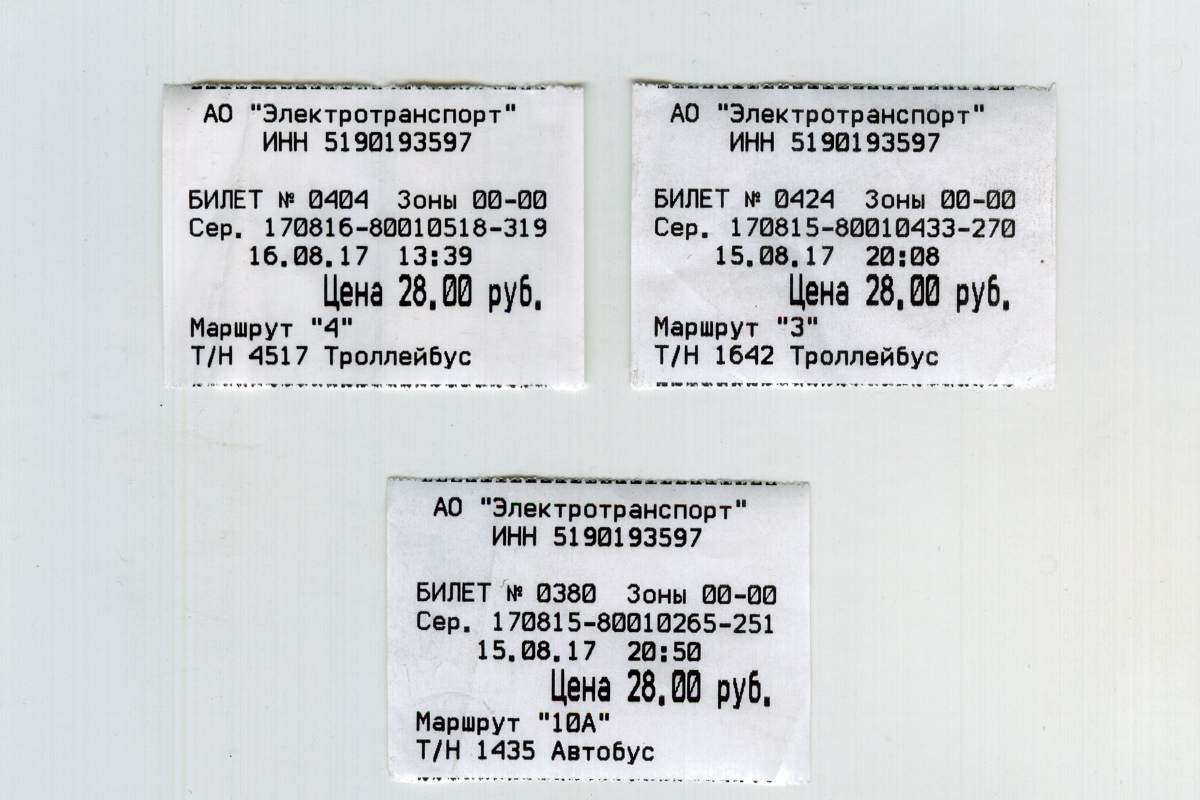 АО "Электротранспорт"
ИНН 5190193597
БИЛЕТ № 0404 Зоны 00-00
Сер. 170816-80010518-319
16.08.17 13:39
Цена 28.00 руб.
Маршрут "4"
Т/Н 4517 Троллейбус
АО "Электротранспорт"
ИНН 5190193597
БИЛЕТ № 0424 Зоны 00-00
Сер. 170815-80010433-270
15.08.17 20:08
Цена 28.00 руб.
Маршрут "3"
Т/Н 1642 Троллейбус
АО "Электротранспорт"
ИНН 5190193597
БИЛЕТ № 0380 Зоны 00-00
Сер. 170815-80010265-251
15.08.17 20:50
Цена 28.00 руб.
Маршрут "10А"
Т/Н 1435 Автобус